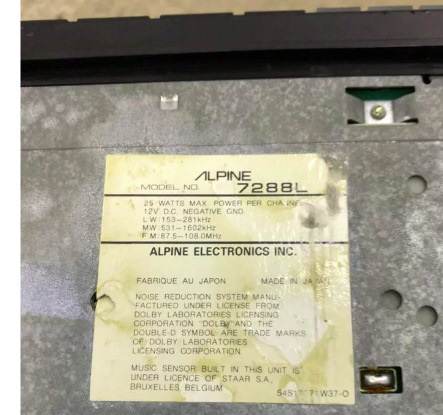 ALPINE
MODEL NO. 7288L
25 WATTS MAX. POWER PER CHANNEL
12V D.C. NEGATIVE GND.
LW:153–281kHz
MW:531–1602kHz
FM:87.5–108.0MHz
ALPINE ELECTRONICS INC.
FABRIQUE AU JAPON MADE IN JAPAN
NOISE REDUCTION SYSTEM MANU-
FACTURED UNDER LICENSE FROM
DOLBY LABORATORIES LICENSING
CORPORATION "DOLBY" AND THE
DOUBLE-D SYMBOL ARE TRADE MARKS
OF DOLBY LABORATORIES
LICENSING CORPORATION.
MUSIC SENSOR BUILT IN THIS UNIT IS
UNDER LICENCE OF STAAR S.A.,
BRUXELLES, BELGIUM